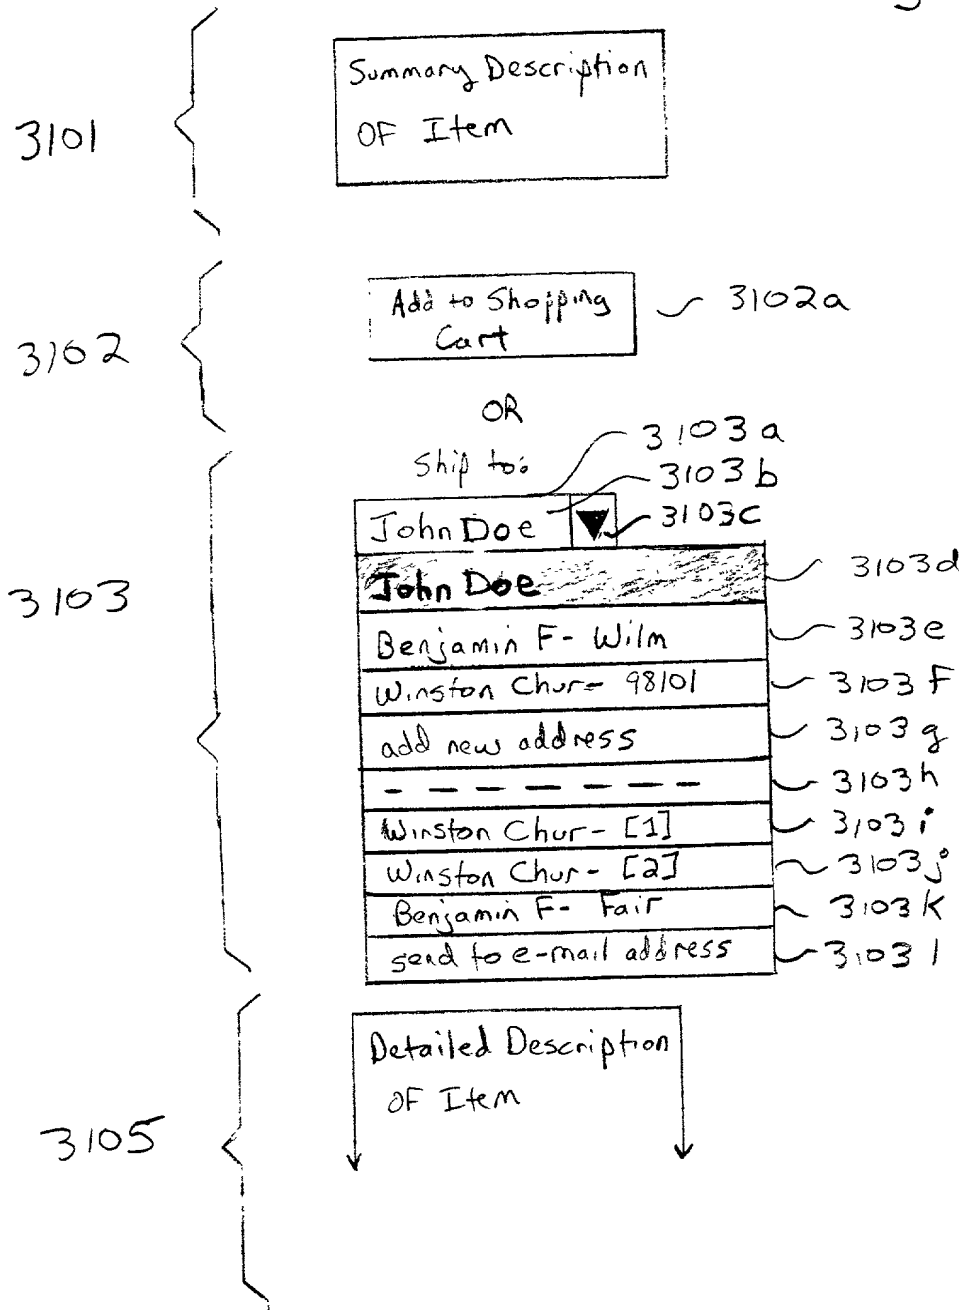 Summary Description
OF Item
3101
Add to Shopping
Cart
3102a
3102
OR
Ship to:
3103a
3103b
John Doe
3103c
John Doe
3103d
3103
Benjamin F- Wilm
3103e
Winston Chur- 98101
3103F
add new address
3103g
- - - - - - - -
3103h
Winston Chur- [1]
3103i
Winston Chur- [2]
3103j
Benjamin F- Fair
3103K
send to e-mail address
3103l
Detailed Description
OF Item
3105